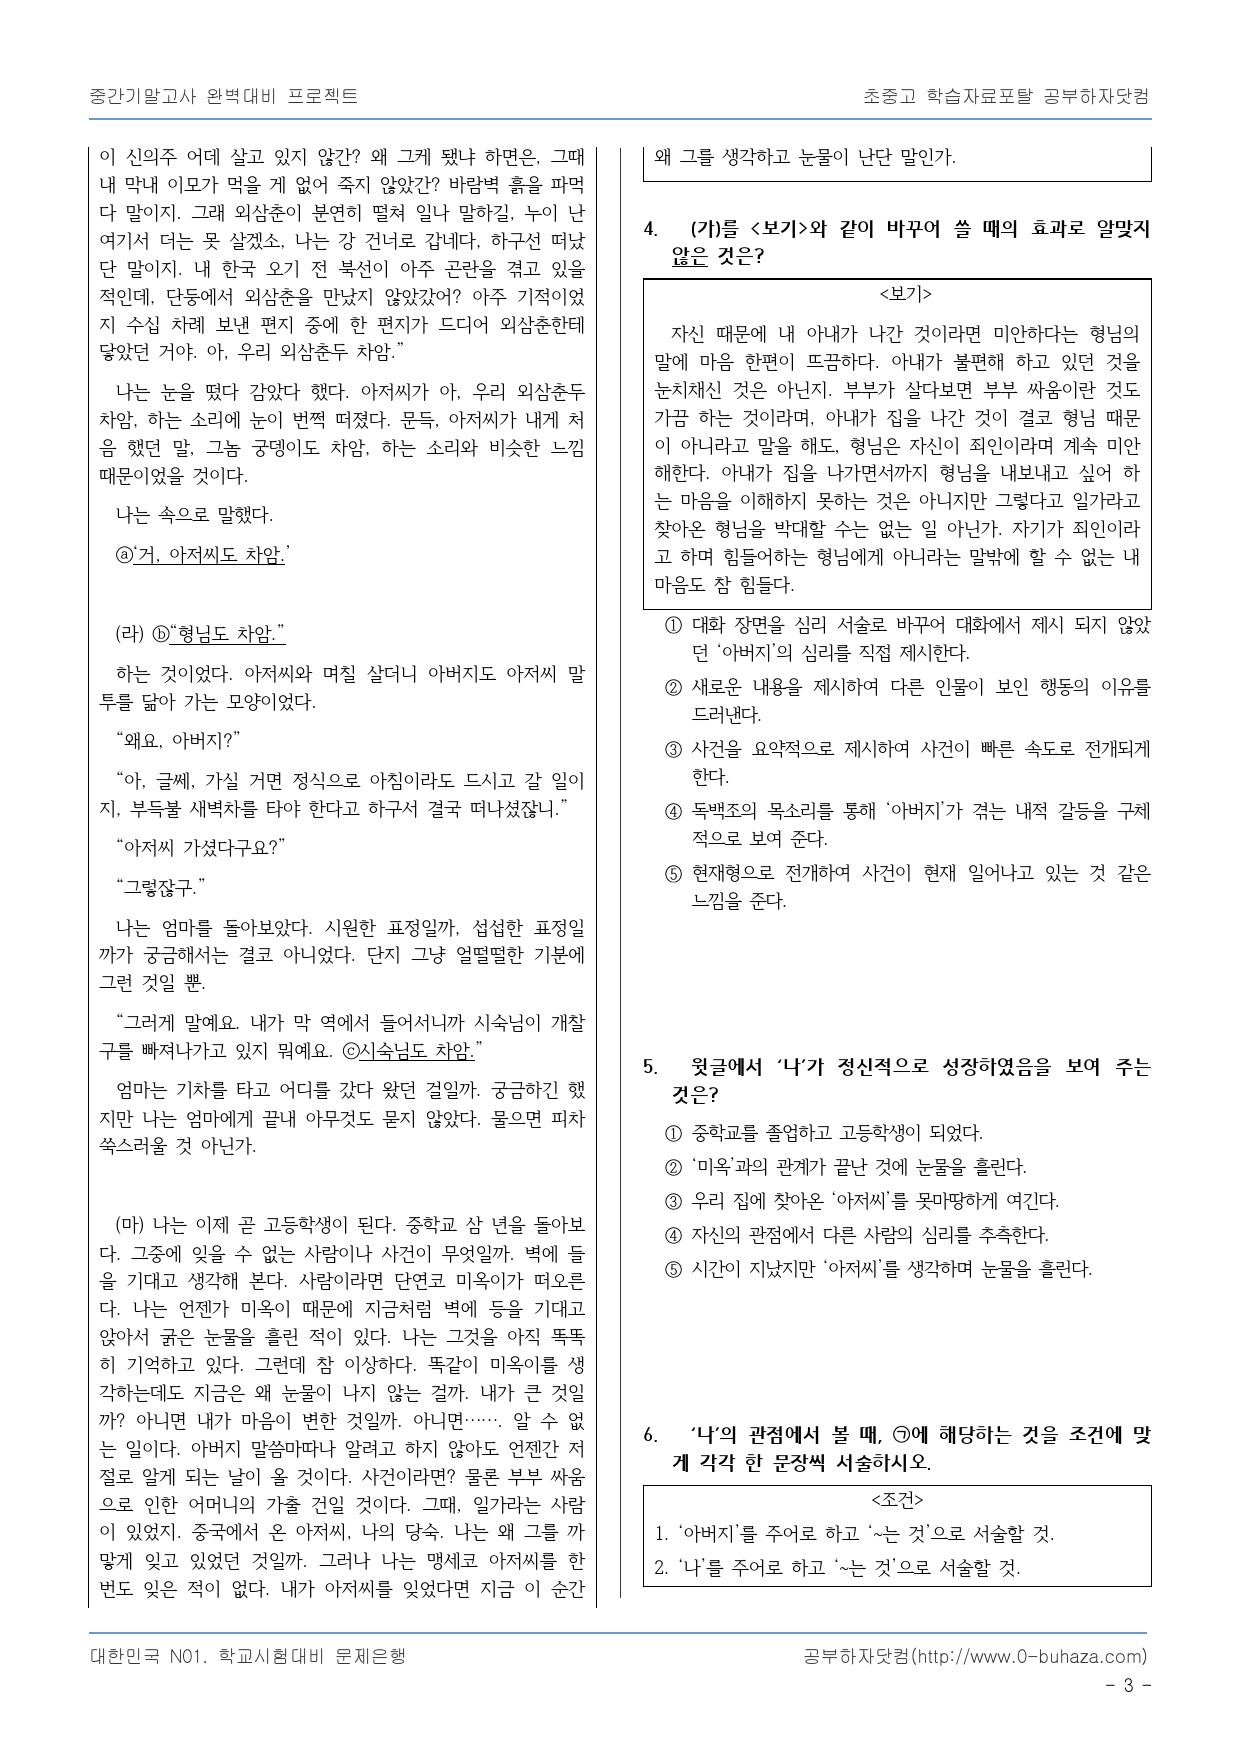 중간기말고사 완벽대비 프로젝트
초중고 학습자료포탈 공부하자닷컴
이 신의주 어데 살고 있지 않간? 왜 그케 됐냐 하면은, 그때
내 막내 이모가 먹을 게 없어 죽지 않았간? 바람벽 흙을 파먹
다 말이지. 그래 외삼춘이 분연히 떨쳐 일나 말하길, 누이 난
여기서 더는 못 살겠소, 나는 강 건너로 갑네다, 하구선 떠났
단 말이지. 내 한국 오기 전 북선이 아주 곤란을 겪고 있을
적인데, 단둥에서 외삼춘을 만났지 않았갔어? 아주 기적이었
지 수십 차례 보낸 편지 중에 한 편지가 드디어 외삼춘한테
닿았던 거야. 아, 우리 외삼춘두 차암.”
나는 눈을 떴다 감았다 했다. 아저씨가 아, 우리 외삼춘두
차암, 하는 소리에 눈이 번쩍 떠졌다. 문득, 아저씨가 내게 처
음 했던 말, 그놈 궁뎅이도 차암, 하는 소리와 비슷한 느낌
때문이었을 것이다.
나는 속으로 말했다.
ⓐ‘거, 아저씨도 차암.’
(라) ⓑ“형님도 차암.”
하는 것이었다. 아저씨와 며칠 살더니 아버지도 아저씨 말
투를 닮아 가는 모양이었다.
“왜요, 아버지?”
“아, 글쎄, 가실 거면 정식으로 아침이라도 드시고 갈 일이
지, 부득불 새벽차를 타야 한다고 하구서 결국 떠나셨잖니.”
“아저씨 가셨다구요?”
“그렇잖구.”
나는 엄마를 돌아보았다. 시원한 표정일까, 섭섭한 표정일
까가 궁금해서는 결코 아니었다. 단지 그냥 얼떨떨한 기분에
그런 것일 뿐.
“그러게 말예요. 내가 막 역에서 들어서니까 시숙님이 개찰
구를 빠져나가고 있지 뭐예요. ⓒ시숙님도 차암.”
엄마는 기차를 타고 어디를 갔다 왔던 걸일까. 궁금하긴 했
지만 나는 엄마에게 끝내 아무것도 묻지 않았다. 물으면 피차
쑥스러울 것 아닌가.
(마) 나는 이제 곧 고등학생이 된다. 중학교 삼 년을 돌아보
다. 그중에 잊을 수 없는 사람이나 사건이 무엇일까. 벽에 들
을 기대고 생각해 본다. 사람이라면 단연코 미옥이가 떠오른
다. 나는 언젠가 미옥이 때문에 지금처럼 벽에 등을 기대고
앉아서 굵은 눈물을 흘린 적이 있다. 나는 그것을 아직 똑똑
히 기억하고 있다. 그런데 참 이상하다. 똑같이 미옥이를 생
각하는데도 지금은 왜 눈물이 나지 않는 걸까. 내가 큰 것일
까? 아니면 내가 마음이 변한 것일까. 아니면……. 알 수 없
는 일이다. 아버지 말씀마따나 알려고 하지 않아도 언젠간 저
절로 알게 되는 날이 올 것이다. 사건이라면? 물론 부부 싸움
으로 인한 어머니의 가출 건일 것이다. 그때, 일가라는 사람
이 있었지. 중국에서 온 아저씨, 나의 당숙. 나는 왜 그를 까
맣게 잊고 있었던 것일까. 그러나 나는 맹세코 아저씨를 한
번도 잊은 적이 없다. 내가 아저씨를 잊었다면 지금 이 순간
왜 그를 생각하고 눈물이 난단 말인가.
4. (가)를 <보기>와 같이 바꾸어 쓸 때의 효과로 알맞지
않은 것은?
<보기>
자신 때문에 내 아내가 나간 것이라면 미안하다는 형님의
말에 마음 한편이 뜨끔하다. 아내가 불편해 하고 있던 것을
눈치채신 것은 아닌지. 부부가 살다보면 부부 싸움이란 것도
가끔 하는 것이라며, 아내가 집을 나간 것이 결코 형님 때문
이 아니라고 말을 해도, 형님은 자신이 죄인이라며 계속 미안
해한다. 아내가 집을 나가면서까지 형님을 내보내고 싶어 하
는 마음을 이해하지 못하는 것은 아니지만 그렇다고 일가라고
찾아온 형님을 박대할 수는 없는 일 아닌가. 자기가 죄인이라
고 하며 힘들어하는 형님에게 아니라는 말밖에 할 수 없는 내
마음도 참 힘들다.
① 대화 장면을 심리 서술로 바꾸어 대화에서 제시 되지 않았
던 ‘아버지’의 심리를 직접 제시한다.
② 새로운 내용을 제시하여 다른 인물이 보인 행동의 이유를
드러낸다.
③ 사건을 요약적으로 제시하여 사건이 빠른 속도로 전개되게
한다.
④ 독백조의 목소리를 통해 ‘아버지’가 겪는 내적 갈등을 구체
적으로 보여 준다.
⑤ 현재형으로 전개하여 사건이 현재 일어나고 있는 것 같은
느낌을 준다.
5. 윗글에서 ‘나’가 정신적으로 성장하였음을 보여 주는
것은?
① 중학교를 졸업하고 고등학생이 되었다.
② ‘미옥’과의 관계가 끝난 것에 눈물을 흘린다.
③ 우리 집에 찾아온 ‘아저씨’를 못마땅하게 여긴다.
④ 자신의 관점에서 다른 사람의 심리를 추측한다.
⑤ 시간이 지났지만 ‘아저씨’를 생각하며 눈물을 흘린다.
6. ‘나’의 관점에서 볼 때, ㉠에 해당하는 것을 조건에 맞
게 각각 한 문장씩 서술하시오.
<조건>
1. ‘아버지’를 주어로 하고 ‘~는 것’으로 서술할 것.
2. ‘나’를 주어로 하고 ‘~는 것’으로 서술할 것.
대한민국 N01. 학교시험대비 문제은행
공부하자닷컴(http://www.0-buhaza.com)
- 3 -